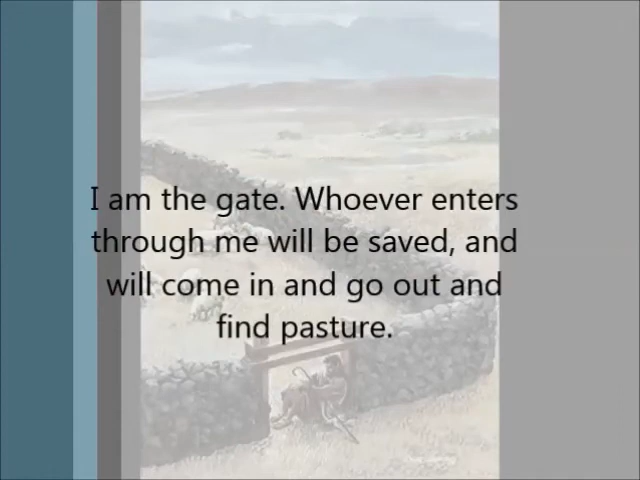 I am the gate. Whoever enters
through me will be saved, and
will come in and go out and
find pasture.